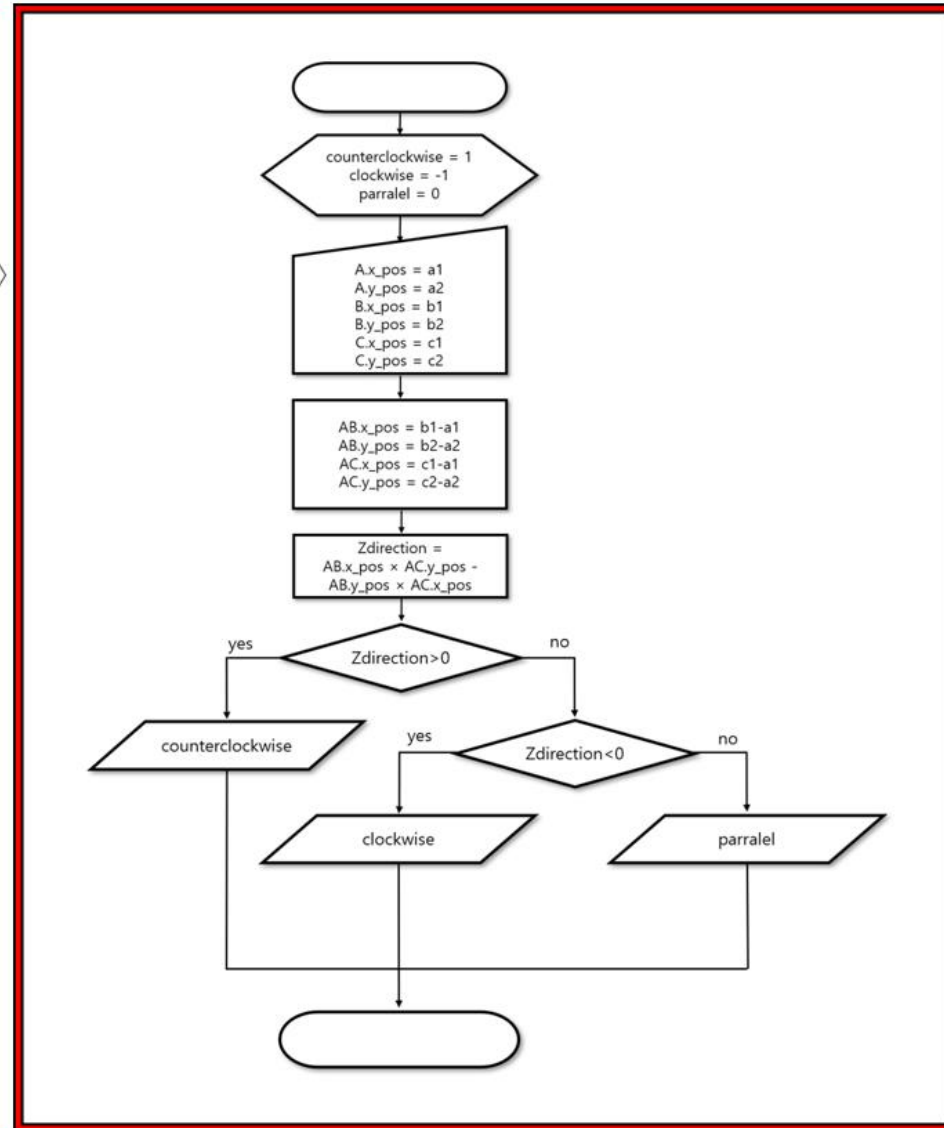 counterclockwise = 1
clockwise = -1
parralel = 0
A.x_pos = a1
A.y_pos = a2
B.x_pos = b1
B.y_pos = b2
C.x_pos = c1
C.y_pos = c2
AB.x_pos = b1-a1
AB.y_pos = b2-a2
AC.x_pos = c1-a1
AC.y_pos = c2-a2
Zdirection =
AB.x_pos × AC.y_pos -
AB.y_pos × AC.x_pos
yes
Zdirection>0
no
counterclockwise
yes
Zdirection<0
no
clockwise
parralel